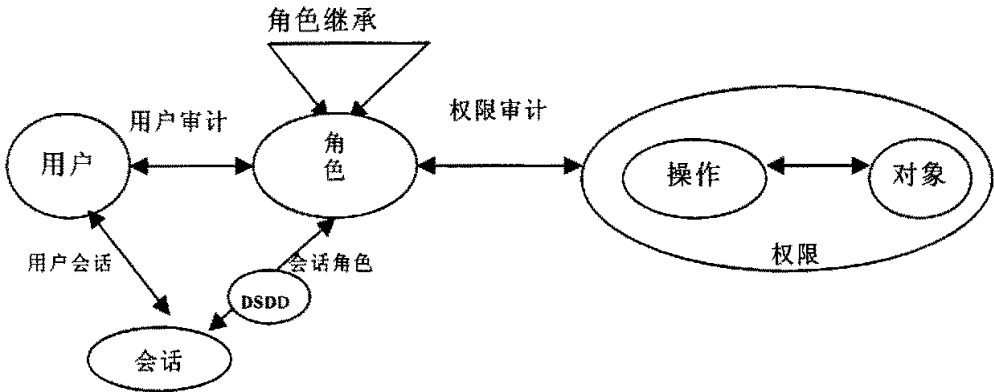 角色继承
用户审计
权限审计
用户
角
色
操作
对象
权限
用户会话
会话角色
DSDD
会话